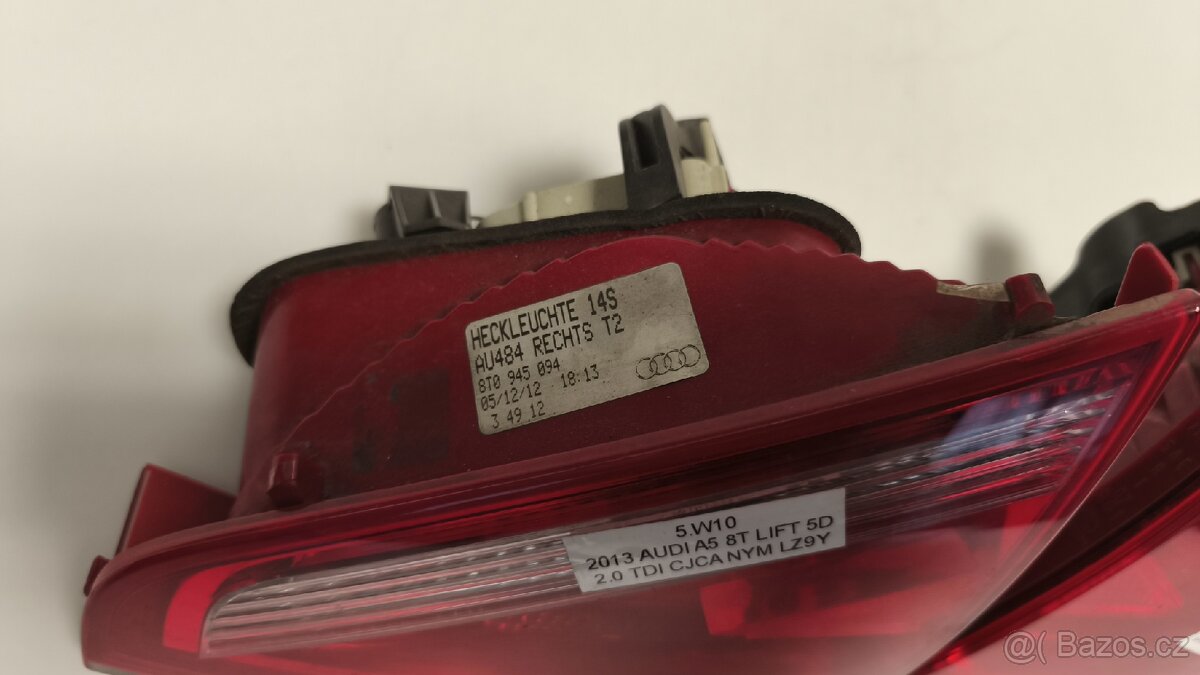 HECKLEUCHTE 14S
AU484 RECHTS T2
8T0 945 094
05/12/12 18:13
3 49 12
5.W10
2013 AUDI A5 8T LIFT 5D
2.0 TDI CJCA NYM LZ9Y
@( Bazos.cz